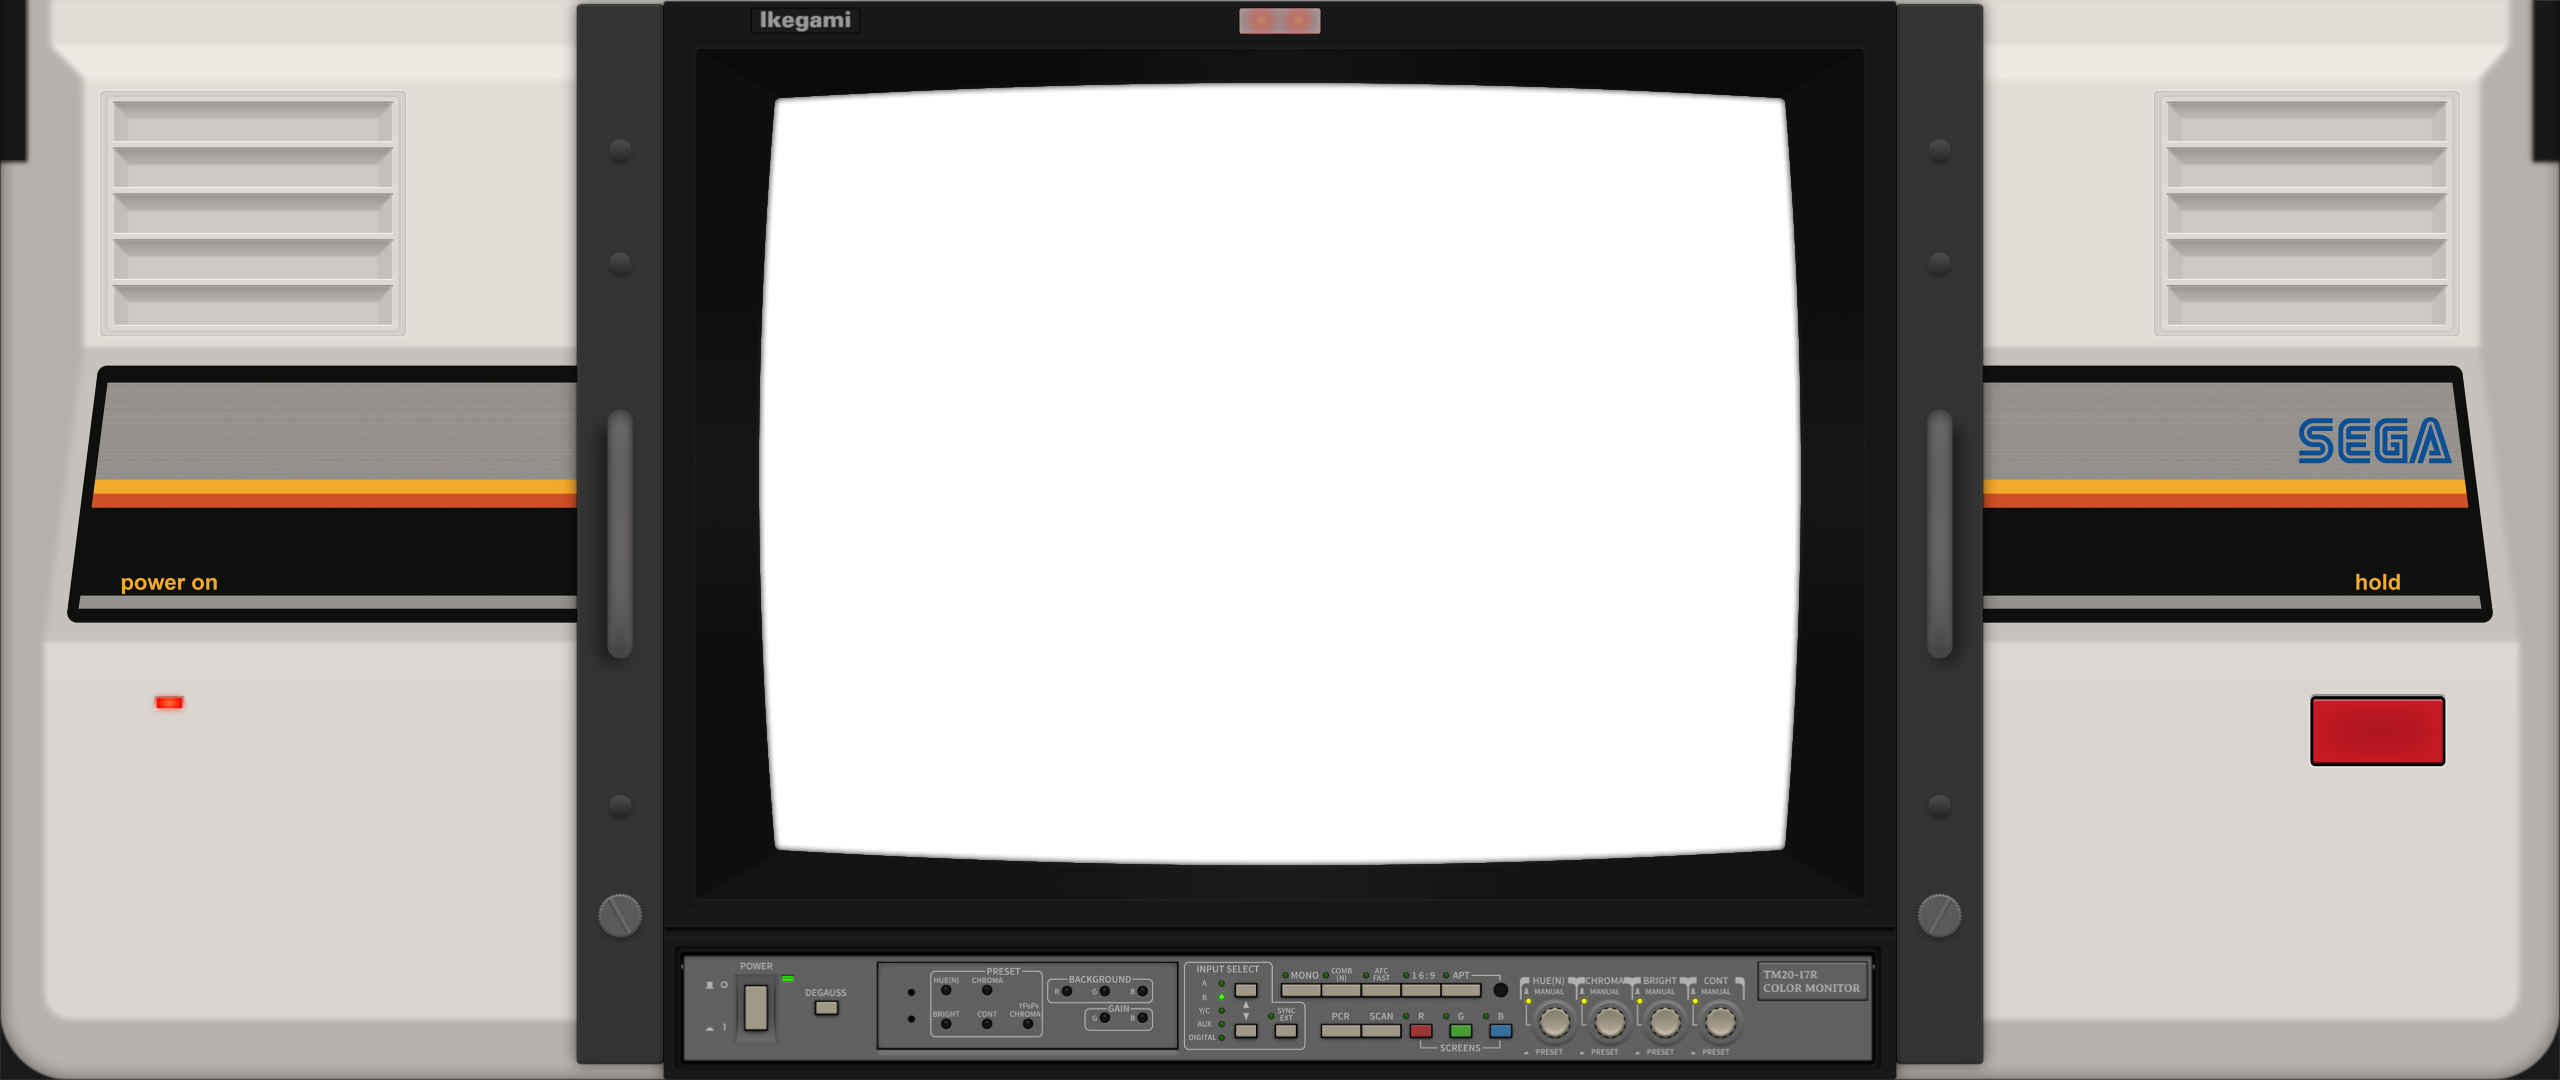 Ikegami
SEGA
power on
hold
POWER
DEGAUSS
PRESET
HUE(N) CHROMA
BRIGHT CONT YPBPR CHROMA
BACKGROUND
R G B
GAIN
G B
INPUT SELECT
A
B
Y/C
AUX
DIGITAL
SYNC
EXT
MONO COMB (N) AFC FAST 16:9 APT
PCR SCAN R G B
SCREENS
HUE(N) CHROMA BRIGHT CONT
MANUAL MANUAL MANUAL MANUAL
PRESET PRESET PRESET PRESET
TM20-17R
COLOR MONITOR